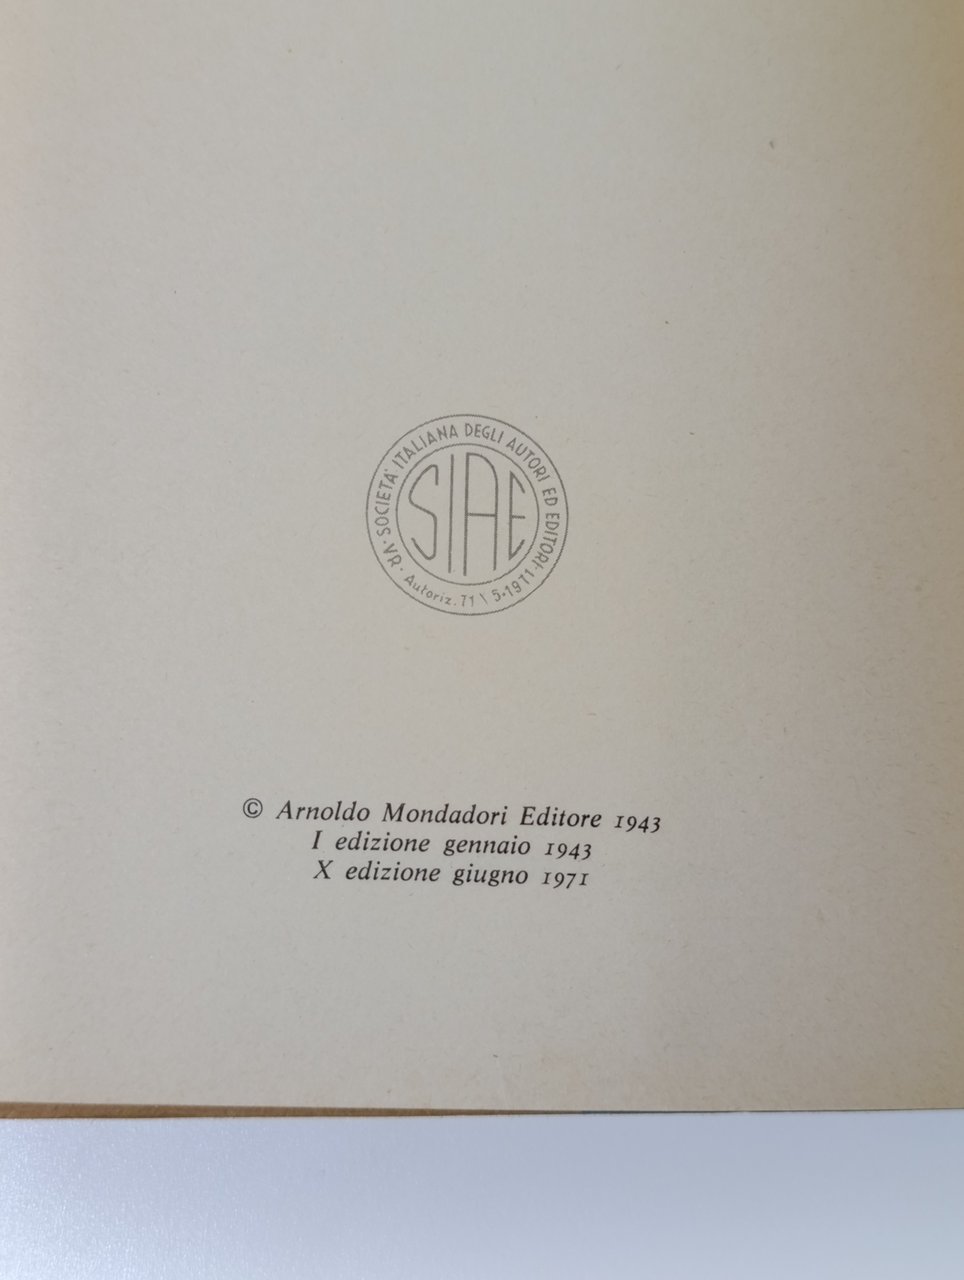 · SOCIETA' ITALIANA DEGLI AUTORI ED EDITORI ·
SIAE
VR · Autoriz. 71 \ 5-1971
© Arnoldo Mondadori Editore 1943
I edizione gennaio 1943
X edizione giugno 1971